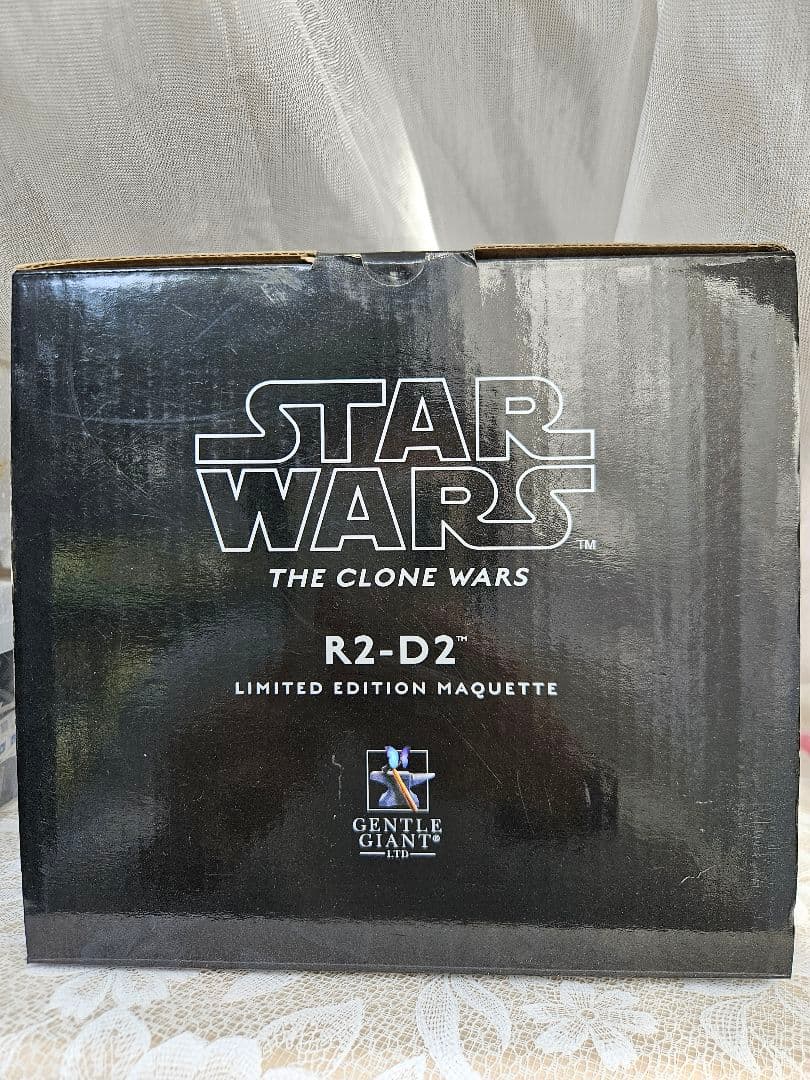 STAR
WARS™
THE CLONE WARS
R2-D2™
LIMITED EDITION MAQUETTE
GENTLE
GIANT®
LTD